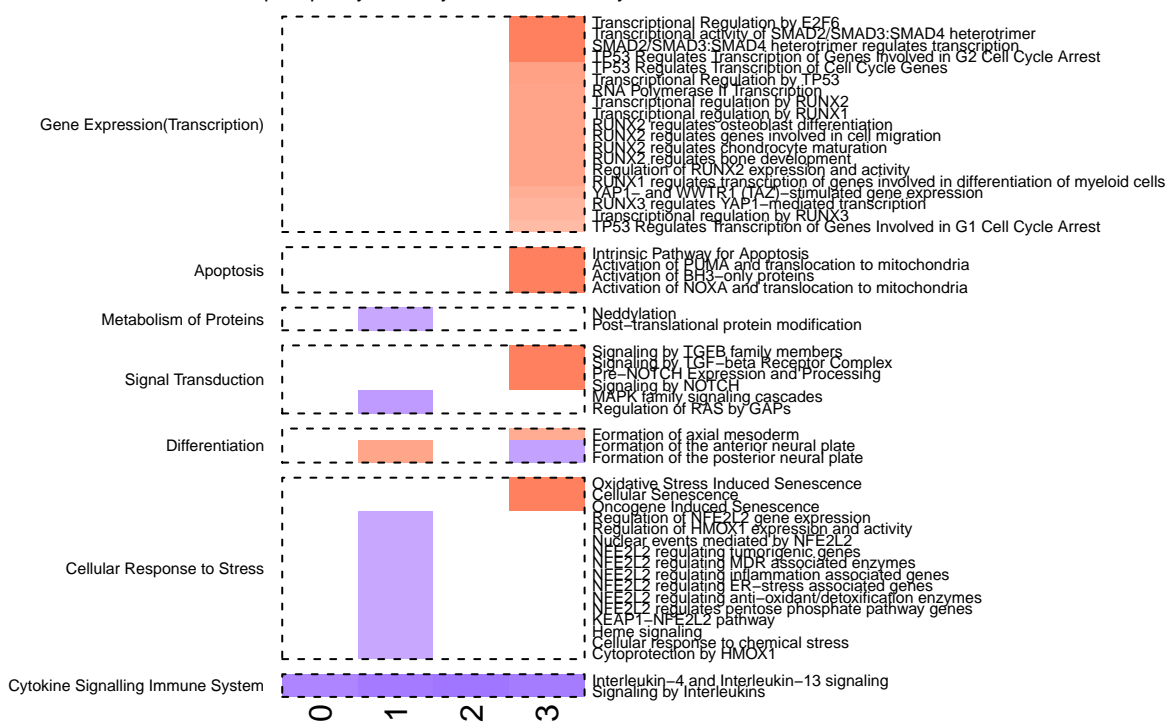 Transcriptional Regulation by E2F6
Transcriptional activity of SMAD2/SMAD3:SMAD4 heterotrimer
SMAD2/SMAD3:SMAD4 heterotrimer regulates transcription
TP53 Regulates Transcription of Genes Involved in G2 Cell Cycle Arrest
TP53 Regulates Transcription of Cell Cycle Genes
Transcriptional Regulation by TP53
RNA Polymerase II Transcription
Transcriptional regulation by RUNX2
Transcriptional regulation by RUNX1
Gene Expression(Transcription)
RUNX2 regulates osteoblast differentiation
RUNX2 regulates genes involved in cell migration
RUNX2 regulates chondrocyte maturation
RUNX2 regulates bone development
Regulation of RUNX2 expression and activity
RUNX1 regulates transcription of genes involved in differentiation of myeloid cells
YAP1− and WWTR1 (TAZ)−stimulated gene expression
RUNX3 regulates YAP1−mediated transcription
Transcriptional regulation by RUNX3
TP53 Regulates Transcription of Genes Involved in G1 Cell Cycle Arrest
Intrinsic Pathway for Apoptosis
Activation of PUMA and translocation to mitochondria
Apoptosis
Activation of BH3−only proteins
Activation of NOXA and translocation to mitochondria
Neddylation
Metabolism of Proteins
Post−translational protein modification
Signaling by TGFB family members
Signaling by TGF−beta Receptor Complex
Pre−NOTCH Expression and Processing
Signal Transduction
Signaling by NOTCH
MAPK family signaling cascades
Regulation of RAS by GAPs
Formation of axial mesoderm
Differentiation
Formation of the anterior neural plate
Formation of the posterior neural plate
Oxidative Stress Induced Senescence
Cellular Senescence
Oncogene Induced Senescence
Regulation of NFE2L2 gene expression
Regulation of HMOX1 expression and activity
Nuclear events mediated by NFE2L2
NFE2L2 regulating tumorigenic genes
NFE2L2 regulating MDR associated enzymes
Cellular Response to Stress
NFE2L2 regulating inflammation associated genes
NFE2L2 regulating ER−stress associated genes
NFE2L2 regulating anti−oxidant/detoxification enzymes
NFE2L2 regulates pentose phosphate pathway genes
KEAP1−NFE2L2 pathway
Heme signaling
Cellular response to chemical stress
Cytoprotection by HMOX1
Interleukin−4 and Interleukin−13 signaling
Cytokine Signalling Immune System
Signaling by Interleukins
0
1
2
3